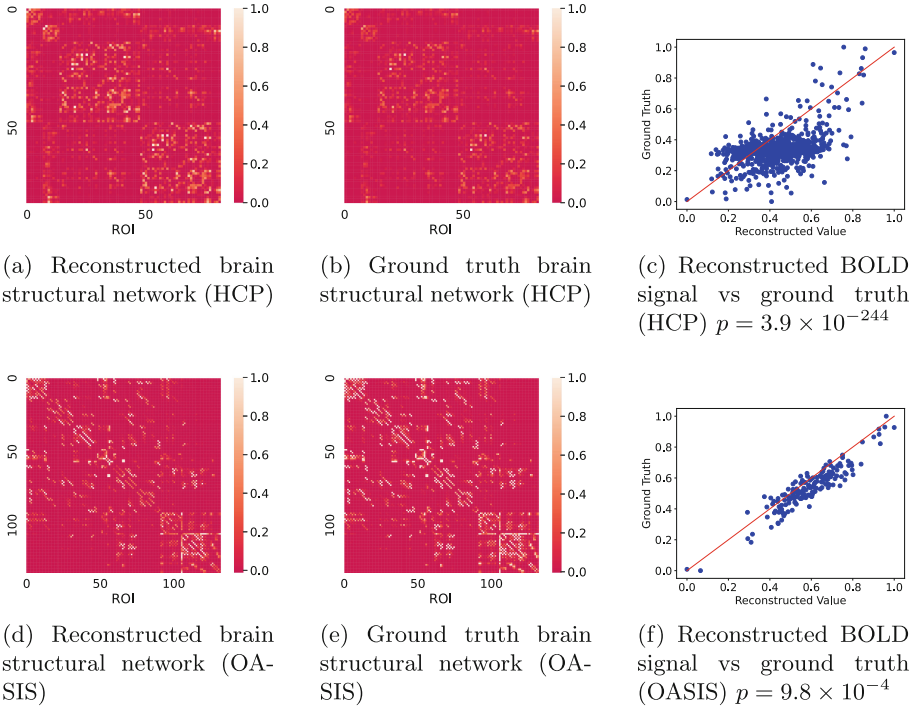 0
50
0
50
ROI
1.0
0.8
0.6
0.4
0.2
0.0
(a) Reconstructed brain
structural network (HCP)
0
50
0
50
ROI
1.0
0.8
0.6
0.4
0.2
0.0
(b) Ground truth brain
structural network (HCP)
1.0
0.8
0.6
0.4
0.2
0.0
Ground Truth
0.0 0.2 0.4 0.6 0.8 1.0
Reconstructed Value
(c) Reconstructed BOLD
signal vs ground truth
(HCP) p = 3.9 × 10⁻²⁴⁴
0
50
100
0 50 100
ROI
1.0
0.8
0.6
0.4
0.2
0.0
(d) Reconstructed brain
structural network (OA-
SIS)
0
50
100
0 50 100
ROI
1.0
0.8
0.6
0.4
0.2
0.0
(e) Ground truth brain
structural network (OA-
SIS)
1.0
0.8
0.6
0.4
0.2
0.0
Ground Truth
0.0 0.2 0.4 0.6 0.8 1.0
Reconstructed Value
(f) Reconstructed BOLD
signal vs ground truth
(OASIS) p = 9.8 × 10⁻⁴